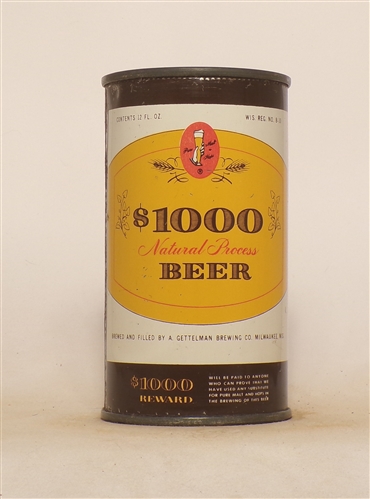 CONTENTS 12 FL. OZ.
WIS. REG. NO.
$1000
Natural Process
BEER
BREWED AND FILLED BY A. GETTELMAN BREWING CO. MILWAUKEE, WIS.
$1000
REWARD
WILL BE PAID TO ANYONE
WHO CAN PROVE THAT WE
HAVE USED ANY SUBSTITUTE
FOR PURE MALT AND HOPS IN
THE BREWING OF THIS BEER